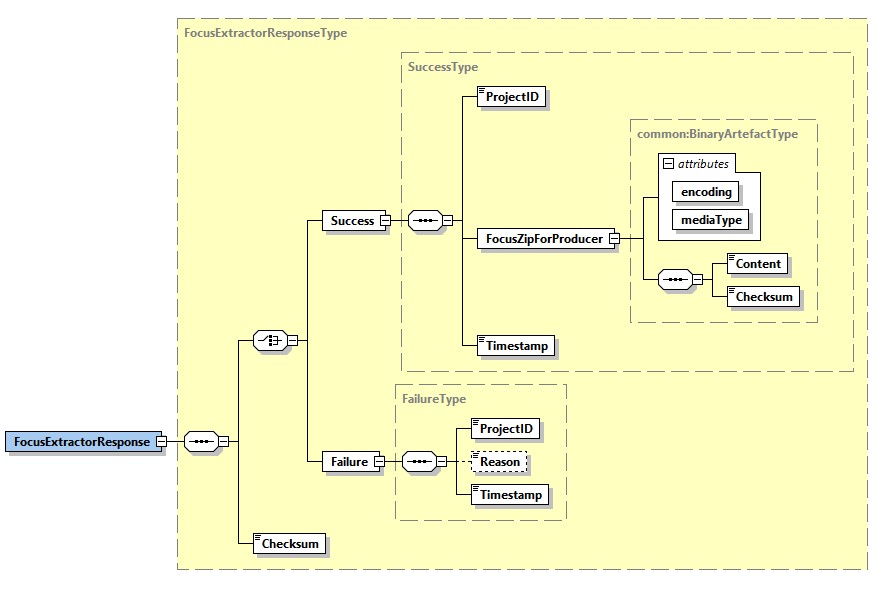 FocusExtractorResponseType
SuccessType
ProjectID
common:BinaryArtefactType
attributes
encoding
mediaType
Success
FocusZipForProducer
Content
Checksum
Timestamp
FailureType
ProjectID
FocusExtractorResponse
Failure
Reason
Timestamp
Checksum